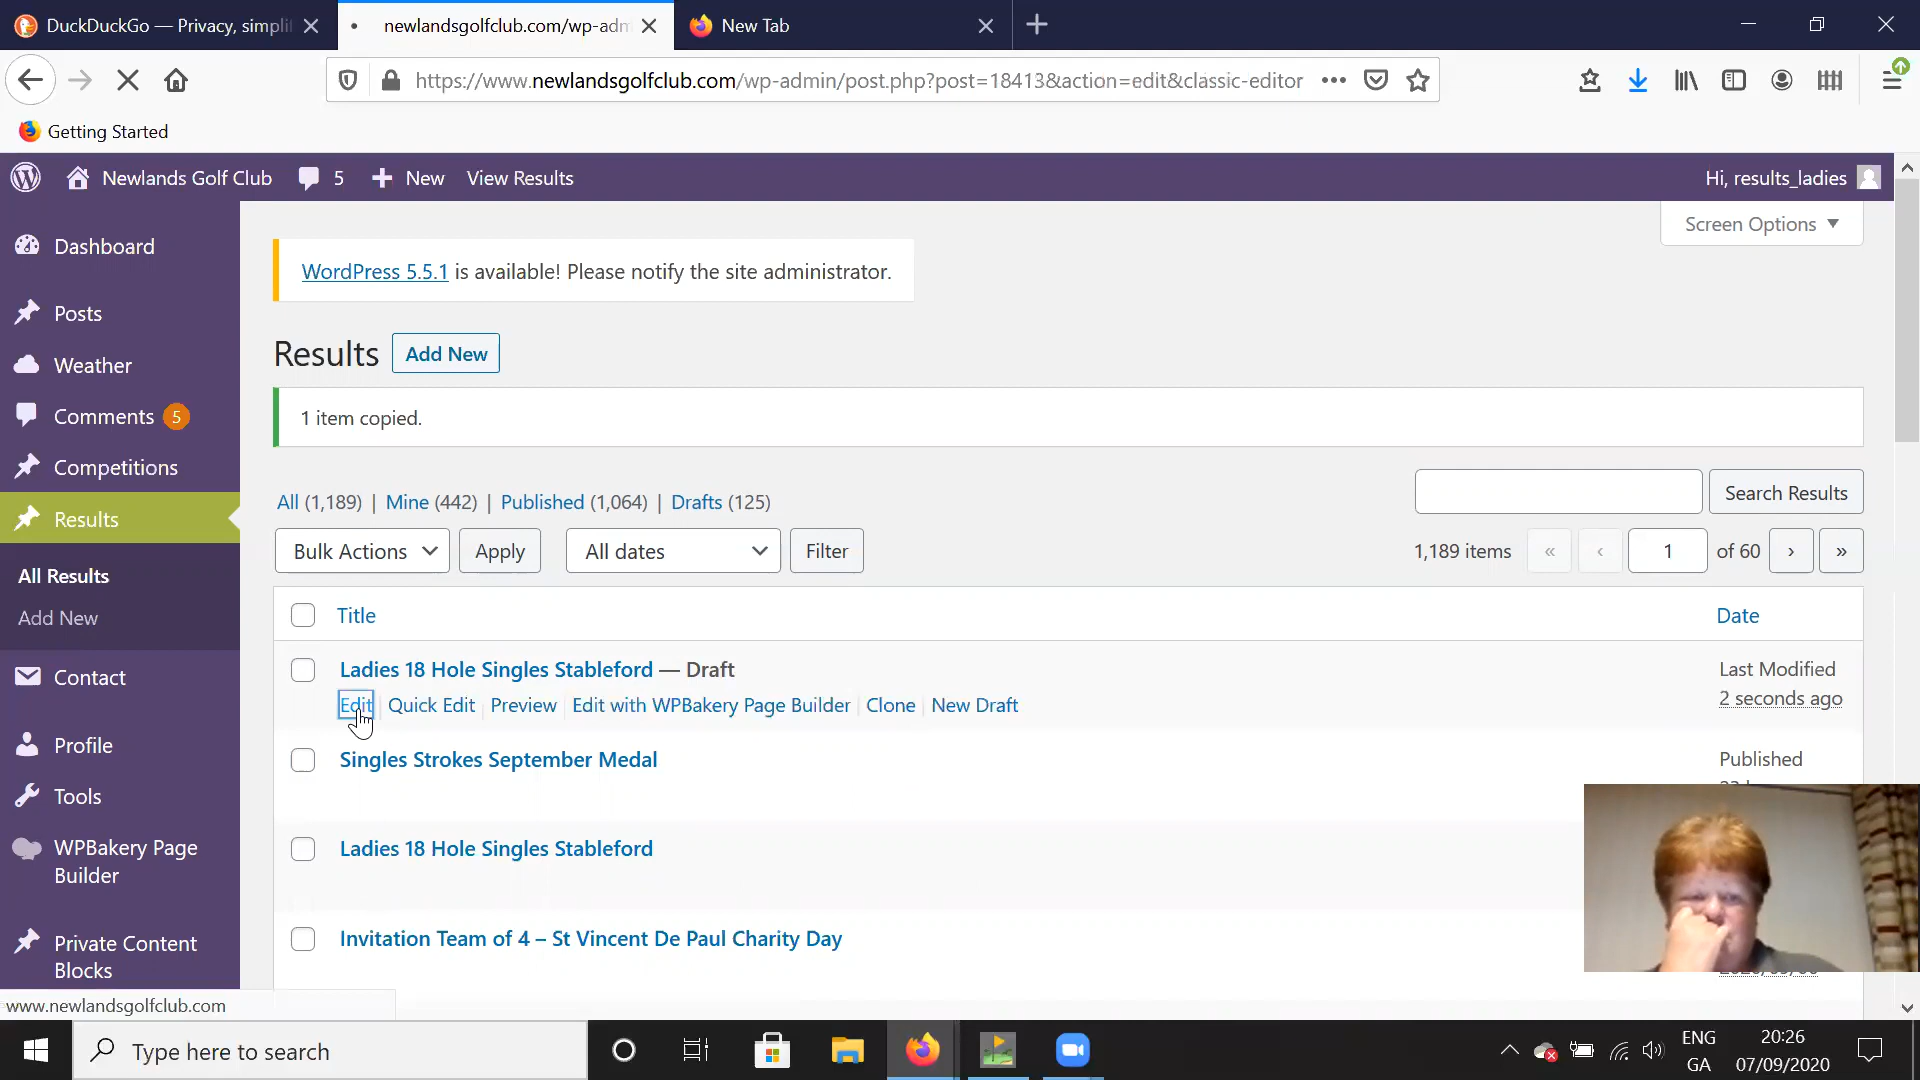 DuckDuckGo — Privacy, simplifi
newlandsgolfclub.com/wp-adm
New Tab
https://www.newlandsgolfclub.com/wp-admin/post.php?post=18413&action=edit&classic-editor
Getting Started
Newlands Golf Club 5 New View Results Hi, results_ladies
Screen Options
Dashboard
Posts
Weather
Comments 5
Competitions
Results
All Results
Add New
Contact
Profile
Tools
WPBakery Page
Builder
Private Content
Blocks
WordPress 5.5.1 is available! Please notify the site administrator.
Results Add New
1 item copied.
All (1,189) | Mine (442) | Published (1,064) | Drafts (125)
Search Results
Bulk Actions Apply All dates Filter
1,189 items « ‹ 1 of 60 › »
Title Date
Ladies 18 Hole Singles Stableford — Draft
Edit | Quick Edit | Preview | Edit with WPBakery Page Builder | Clone | New Draft
Last Modified
2 seconds ago
Singles Strokes September Medal
Published
Ladies 18 Hole Singles Stableford
Invitation Team of 4 – St Vincent De Paul Charity Day
www.newlandsgolfclub.com
Type here to search
ENG
GA
20:26
07/09/2020